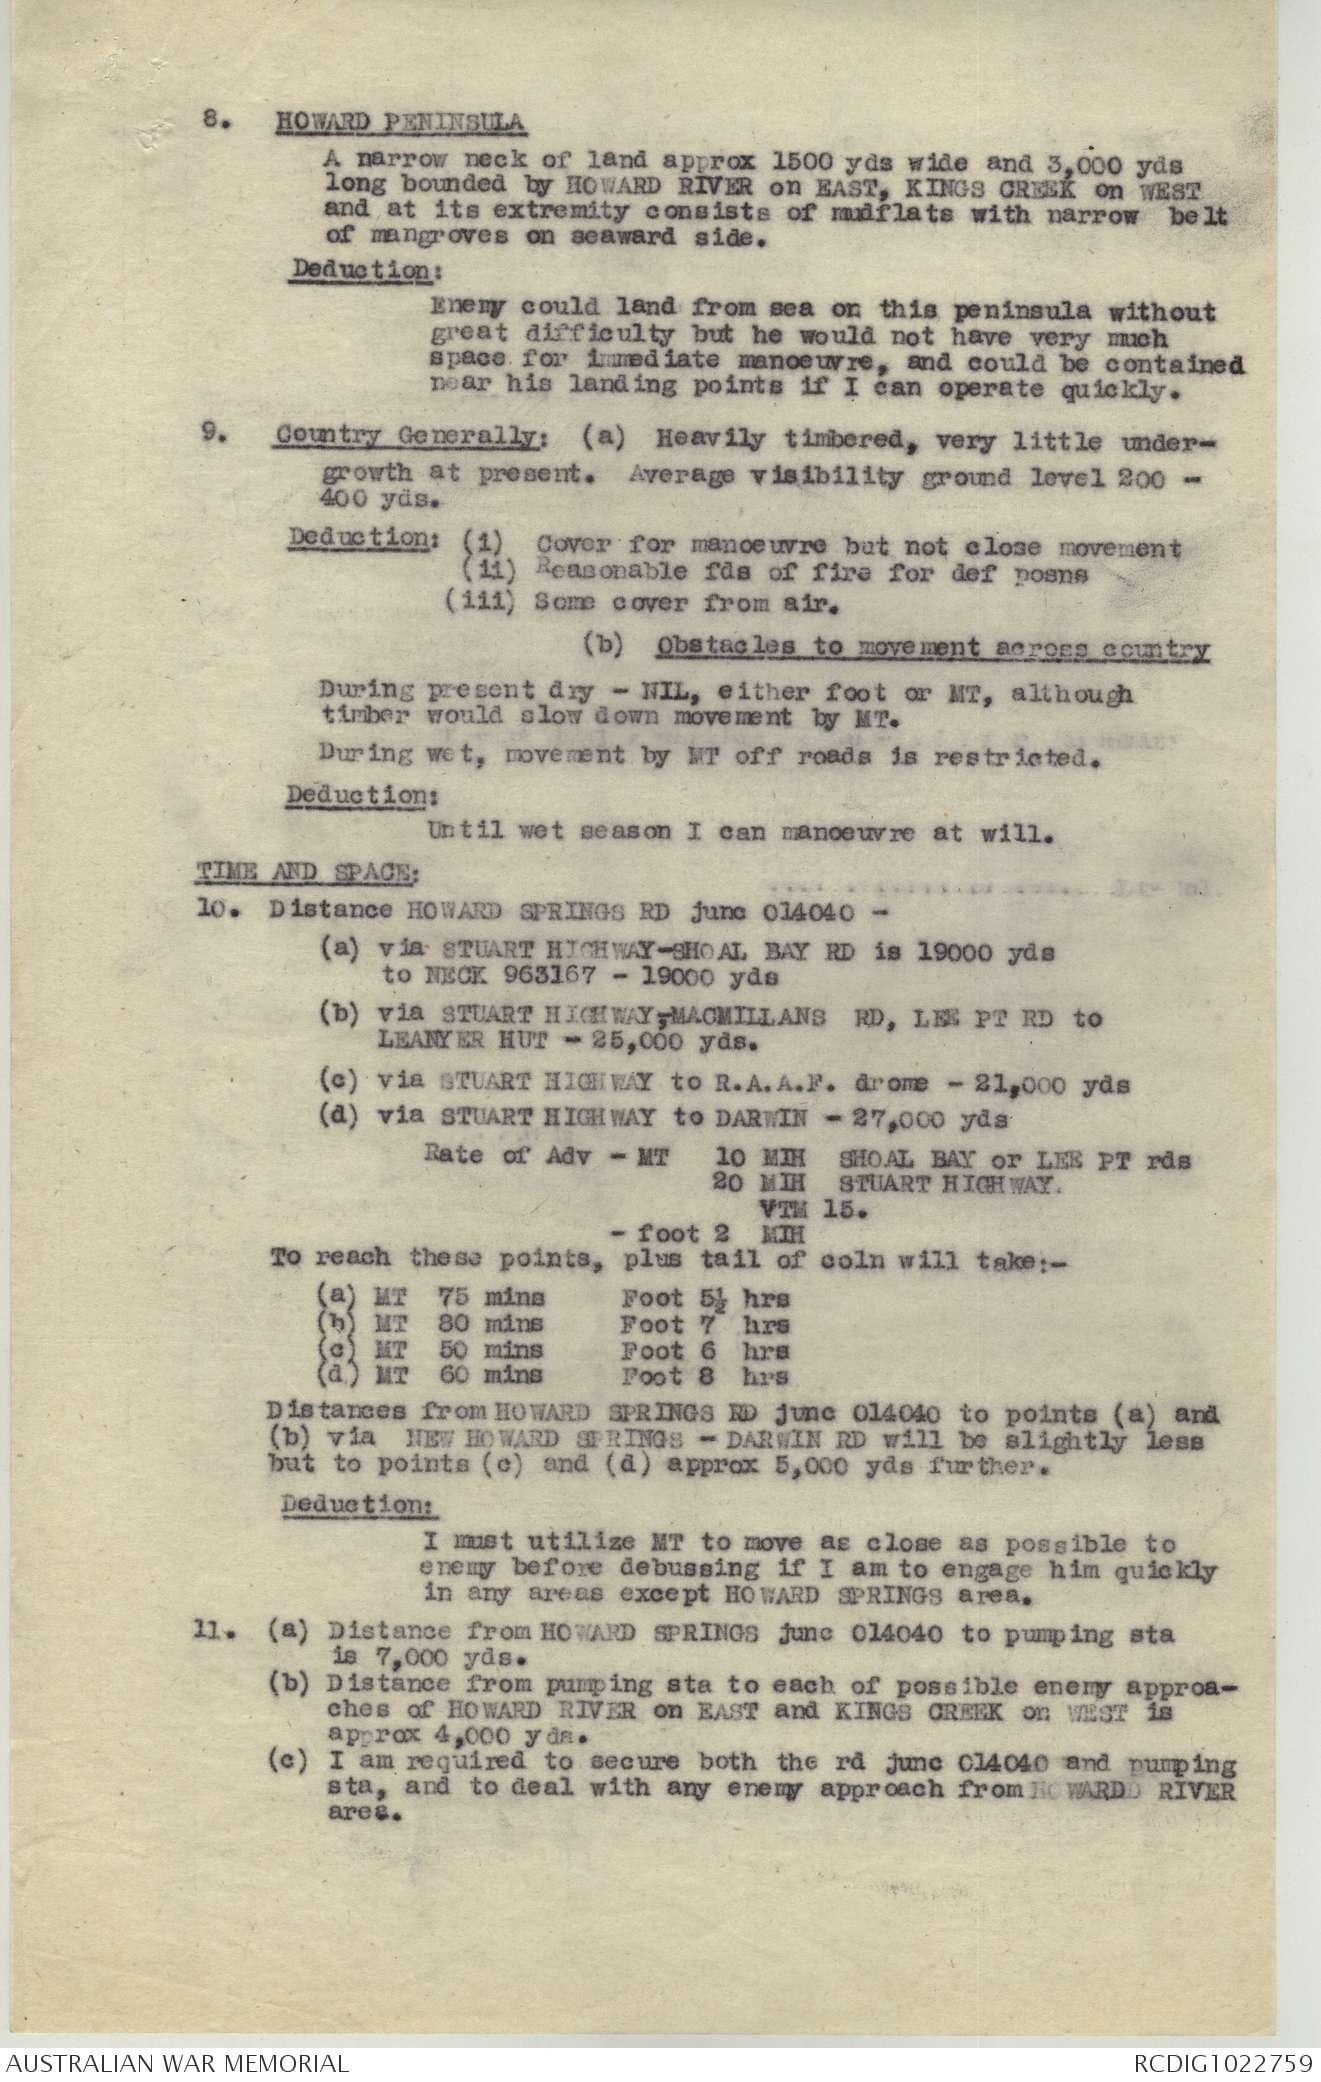 8. HOWARD PENINSULA
A narrow neck of land approx 1500 yds wide and 3,000 yds
long bounded by HOWARD RIVER on EAST, KINGS CREEK on WEST
and at its extremity consists of mudflats with narrow belt
of mangroves on seaward side.
Deduction:
Enemy could land from sea on this peninsula without
great difficulty but he would not have very much
space for immediate manoeuvre, and could be contained
near his landing points if I can operate quickly.
9. Country Generally: (a) Heavily timbered, very little under-
growth at present. Average visibility ground level 200 -
400 yds.
Deduction: (i) Cover for manoeuvre but not close movement
(ii) Reasonable fds of fire for def posns
(iii) Some cover from air.
(b) Obstacles to movement across country
During present dry - NIL, either foot or MT, although
timber would slow down movement by MT.
During wet, movement by MT off roads is restricted.
Deduction:
Until wet season I can manoeuvre at will.
TIME AND SPACE:
10. Distance HOWARD SPRINGS RD junc 014040 -
(a) via STUART HIGHWAY-SHOAL BAY RD is 19000 yds
to NECK 963167 - 19000 yds
(b) via STUART HIGHWAY,MACMILLANS RD, LEE PT RD to
LEANYER HUT - 25,000 yds.
(c) via STUART HIGHWAY to R.A.A.F. drome - 21,000 yds
(d) via STUART HIGHWAY to DARWIN - 27,000 yds
Rate of Adv - MT 10 MIH SHOAL BAY or LEE PT rds
20 MIH STUART HIGHWAY.
VTM 15.
- foot 2 MIH
To reach these points, plus tail of coln will take:-
(a) MT 75 mins Foot 5½ hrs
(b) MT 80 mins Foot 7 hrs
(c) MT 50 mins Foot 6 hrs
(d) MT 60 mins Foot 8 hrs
Distances from HOWARD SPRINGS RD junc 014040 to points (a) and
(b) via NEW HOWARD SPRINGS - DARWIN RD will be slightly less
but to points (c) and (d) approx 5,000 yds further.
Deduction:
I must utilize MT to move as close as possible to
enemy before debussing if I am to engage him quickly
in any areas except HOWARD SPRINGS area.
11. (a) Distance from HOWARD SPRINGS junc 014040 to pumping sta
is 7,000 yds.
(b) Distance from pumping sta to each of possible enemy approa-
ches of HOWARD RIVER on EAST and KINGS CREEK on WEST is
approx 4,000 yds.
(c) I am required to secure both the rd junc 014040 and pumping
sta, and to deal with any enemy approach from HOWARDD RIVER
area.
AUSTRALIAN WAR MEMORIAL
RCDIG1022759